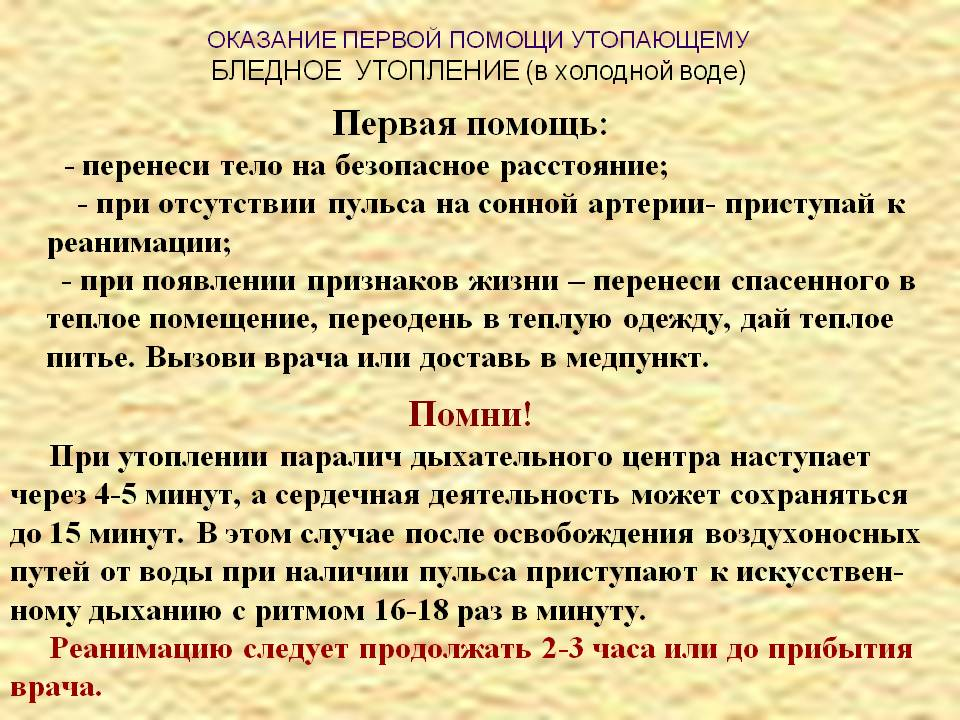 ОКАЗАНИЕ ПЕРВОЙ ПОМОЩИ УТОПАЮЩЕМУ
БЛЕДНОЕ УТОПЛЕНИЕ (в холодной воде)
Первая помощь:
- перенеси тело на безопасное расстояние;
- при отсутствии пульса на сонной артерии- приступай к
реанимации;
- при появлении признаков жизни – перенеси спасенного в
теплое помещение, переодень в теплую одежду, дай теплое
питье. Вызови врача или доставь в медпункт.
Помни!
При утоплении паралич дыхательного центра наступает
через 4-5 минут, а сердечная деятельность может сохраняться
до 15 минут. В этом случае после освобождения воздухоносных
путей от воды при наличии пульса приступают к искусствен-
ному дыханию с ритмом 16-18 раз в минуту.
Реанимацию следует продолжать 2-3 часа или до прибытия
врача.